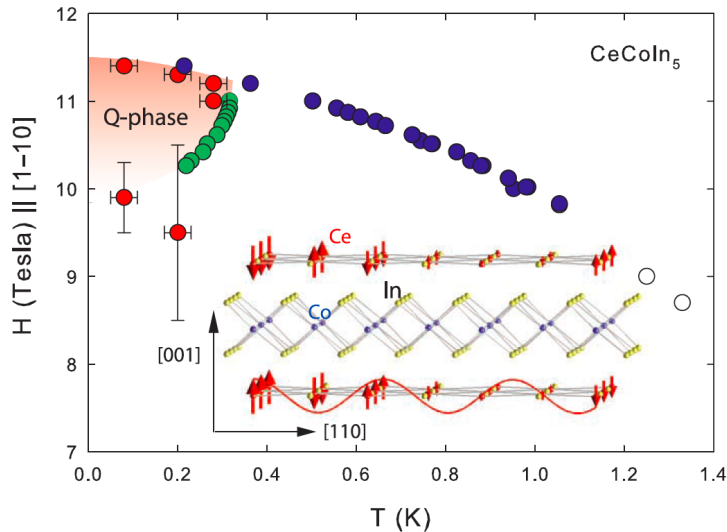 12
11
10
9
8
7
H (Tesla) || [1–10]
CeCoIn5
Q-phase
Ce
In
Co
[001]
[110]
0.0 0.2 0.4 0.6 0.8 1.0 1.2 1.4
T (K)